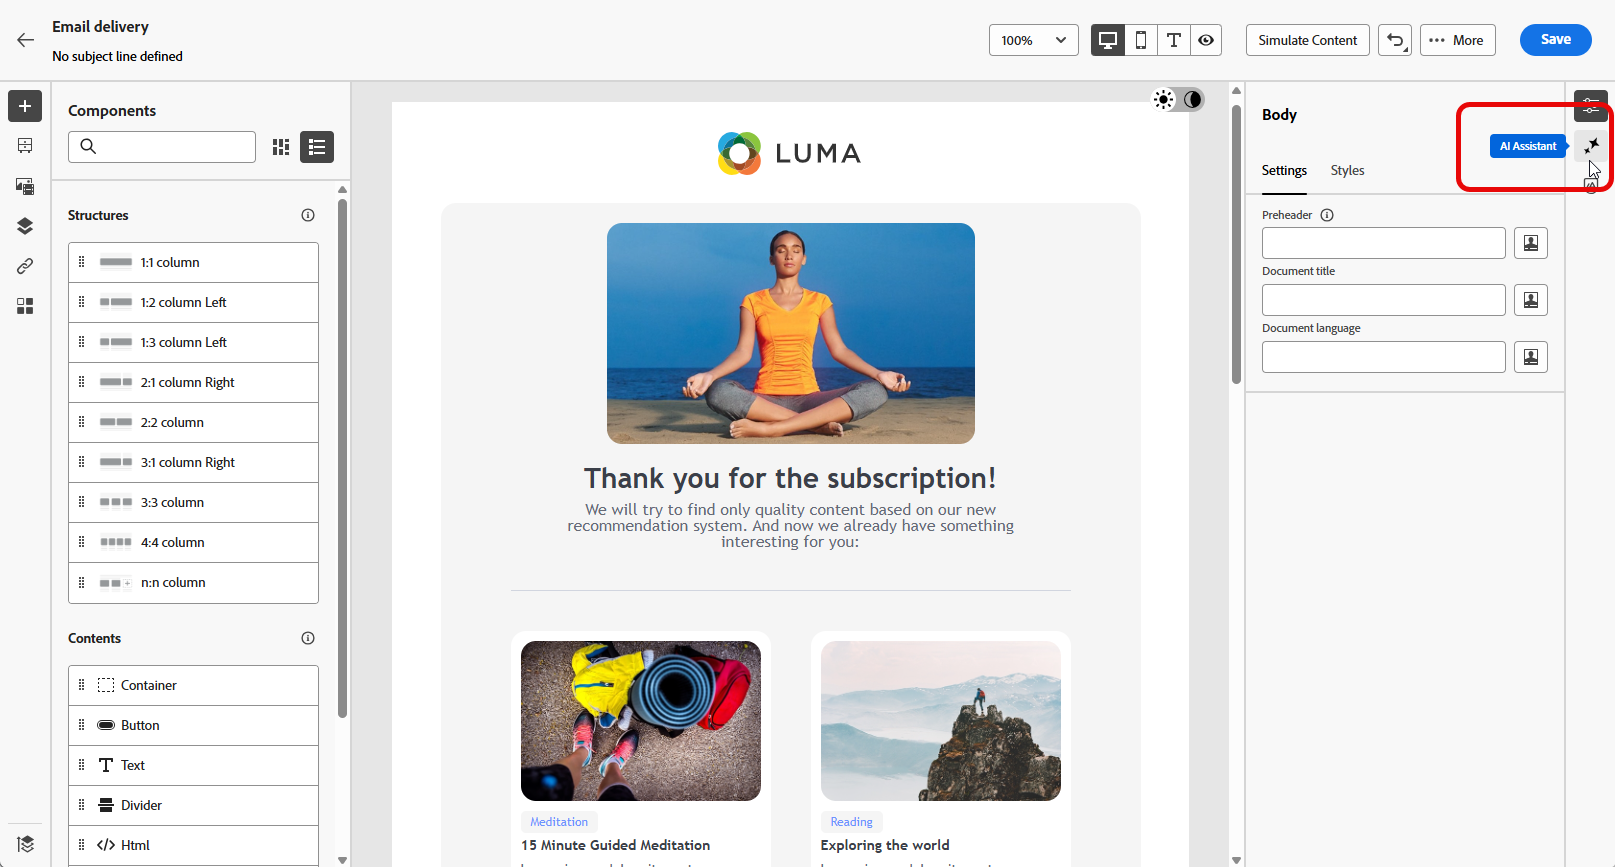 Email delivery
No subject line defined
100%
Simulate Content
More
Save
Components
Structures
1:1 column
1:2 column Left
1:3 column Left
2:1 column Right
2:2 column
3:1 column Right
3:3 column
4:4 column
n:n column
Contents
Container
Button
Text
Divider
Html
LUMA
Thank you for the subscription!
We will try to find only quality content based on our new
recommendation system. And now we already have something
interesting for you:
Meditation
15 Minute Guided Meditation
Reading
Exploring the world
Body
AI Assistant
Settings
Styles
Preheader
Document title
Document language